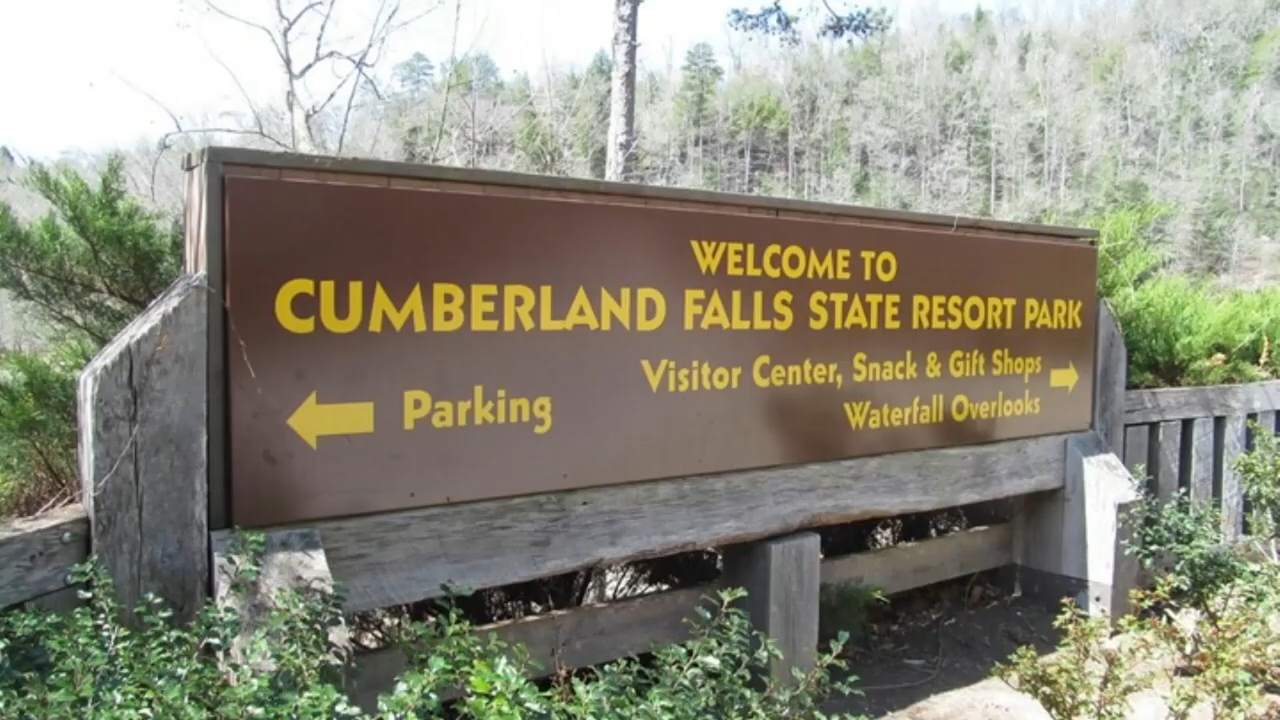 WELCOME TO
CUMBERLAND FALLS STATE RESORT PARK
Visitor Center, Snack & Gift Shops
Waterfall Overlooks
Parking